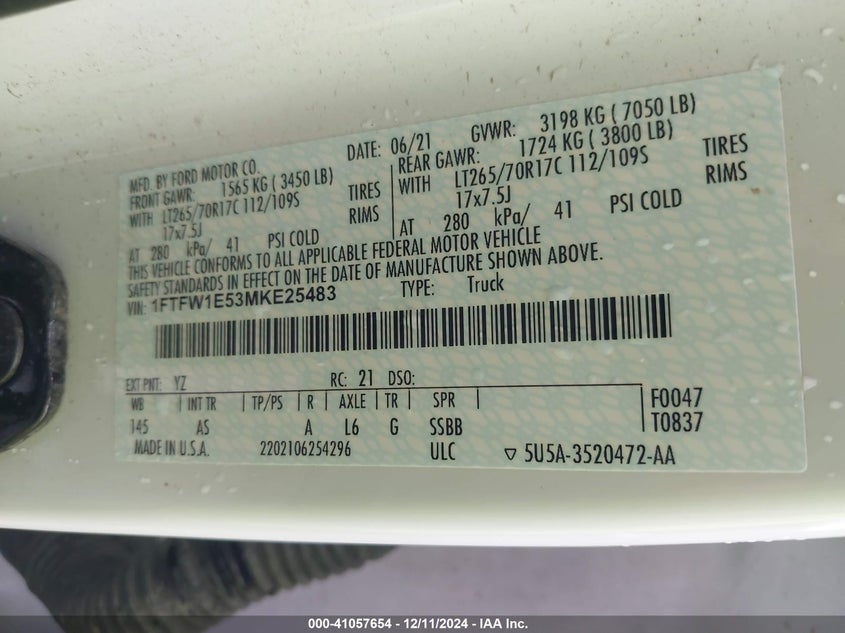 MFD. BY FORD MOTOR CO.
DATE: 06/21
GVWR: 3198 KG ( 7050 LB)
FRONT GAWR: 1565 KG ( 3450 LB)
WITH LT265/70R17C 112/109S TIRES
17x7.5J RIMS
AT 280 kPa/ 41 PSI COLD
REAR GAWR: 1724 KG ( 3800 LB)
WITH LT265/70R17C 112/109S TIRES
17x7.5J RIMS
AT 280 kPa/ 41 PSI COLD
THIS VEHICLE CONFORMS TO ALL APPLICABLE FEDERAL MOTOR VEHICLE
SAFETY STANDARDS IN EFFECT ON THE DATE OF MANUFACTURE SHOWN ABOVE.
VIN: 1FTFW1E53MKE25483
TYPE: Truck
EXT PNT: YZ RC: 21 DSO:
WB INT TR TP/PS R AXLE TR SPR
F0047
145 AS A L6 G SSBB
T0837
MADE IN U.S.A. 2202106254296 ULC ▽ 5U5A-3520472-AA
000-41057654 - 12/11/2024 - IAA Inc.